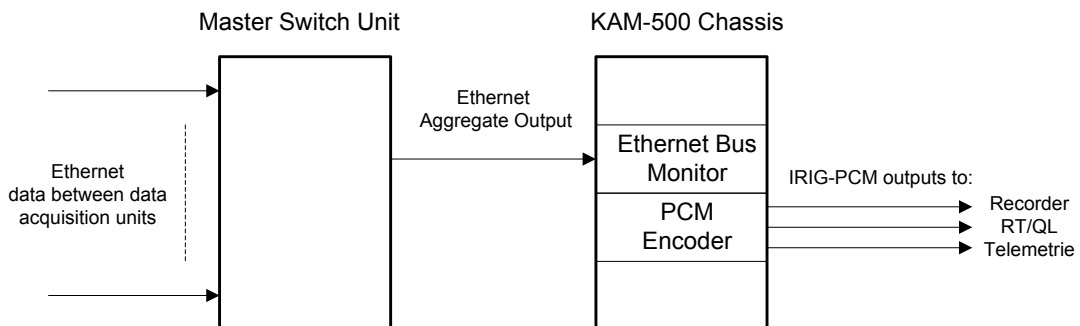 Master Switch Unit
KAM-500 Chassis
Ethernet
Aggregate Output
Ethernet
data between data
acquisition units
Ethernet Bus
Monitor
PCM
Encoder
IRIG-PCM outputs to:
Recorder
RT/QL
Telemetrie